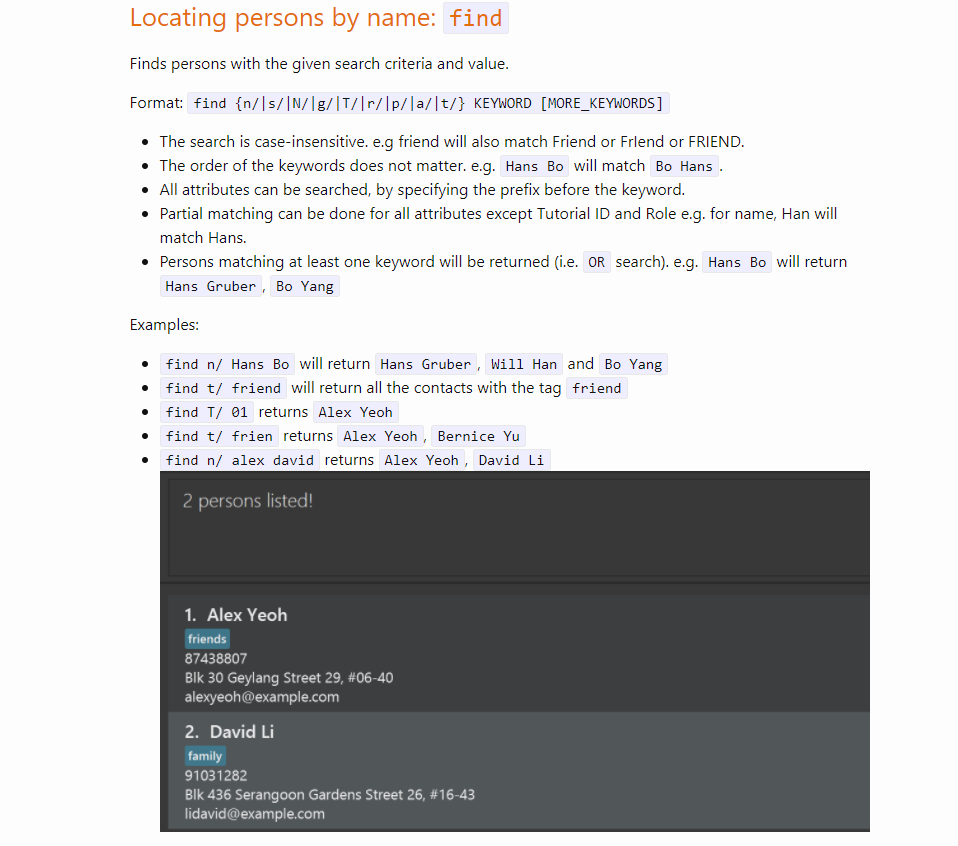 Locating persons by name: find
Finds persons with the given search criteria and value.
Format: find {n/|s/|N/|g/|T/|r/|p/|a/|t/} KEYWORD [MORE_KEYWORDS]
The search is case-insensitive. e.g friend will also match Friend or FrIend or FRIEND.
The order of the keywords does not matter. e.g. Hans Bo will match Bo Hans.
All attributes can be searched, by specifying the prefix before the keyword.
Partial matching can be done for all attributes except Tutorial ID and Role e.g. for name, Han will
match Hans.
Persons matching at least one keyword will be returned (i.e. OR search). e.g. Hans Bo will return
Hans Gruber, Bo Yang
Examples:
find n/ Hans Bo will return Hans Gruber, Will Han and Bo Yang
find t/ friend will return all the contacts with the tag friend
find T/ 01 returns Alex Yeoh
find t/ frien returns Alex Yeoh, Bernice Yu
find n/ alex david returns Alex Yeoh, David Li
2 persons listed!
1. Alex Yeoh
friends
87438807
Blk 30 Geylang Street 29, #06-40
alexyeoh@example.com
2. David Li
family
91031282
Blk 436 Serangoon Gardens Street 26, #16-43
lidavid@example.com